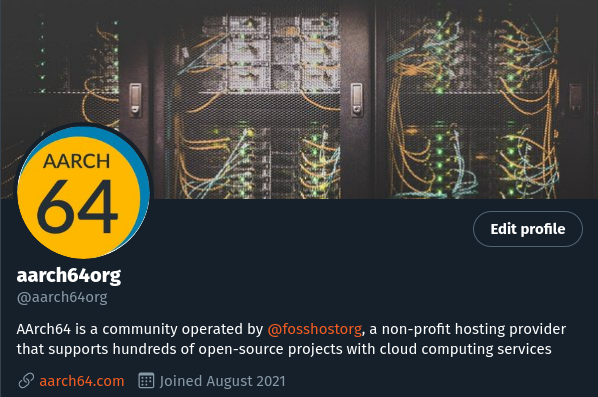 AARCH
64
Edit profile
aarch64org
@aarch64org
AArch64 is a community operated by @fosshostorg, a non-profit hosting provider
that supports hundreds of open-source projects with cloud computing services
aarch64.com Joined August 2021